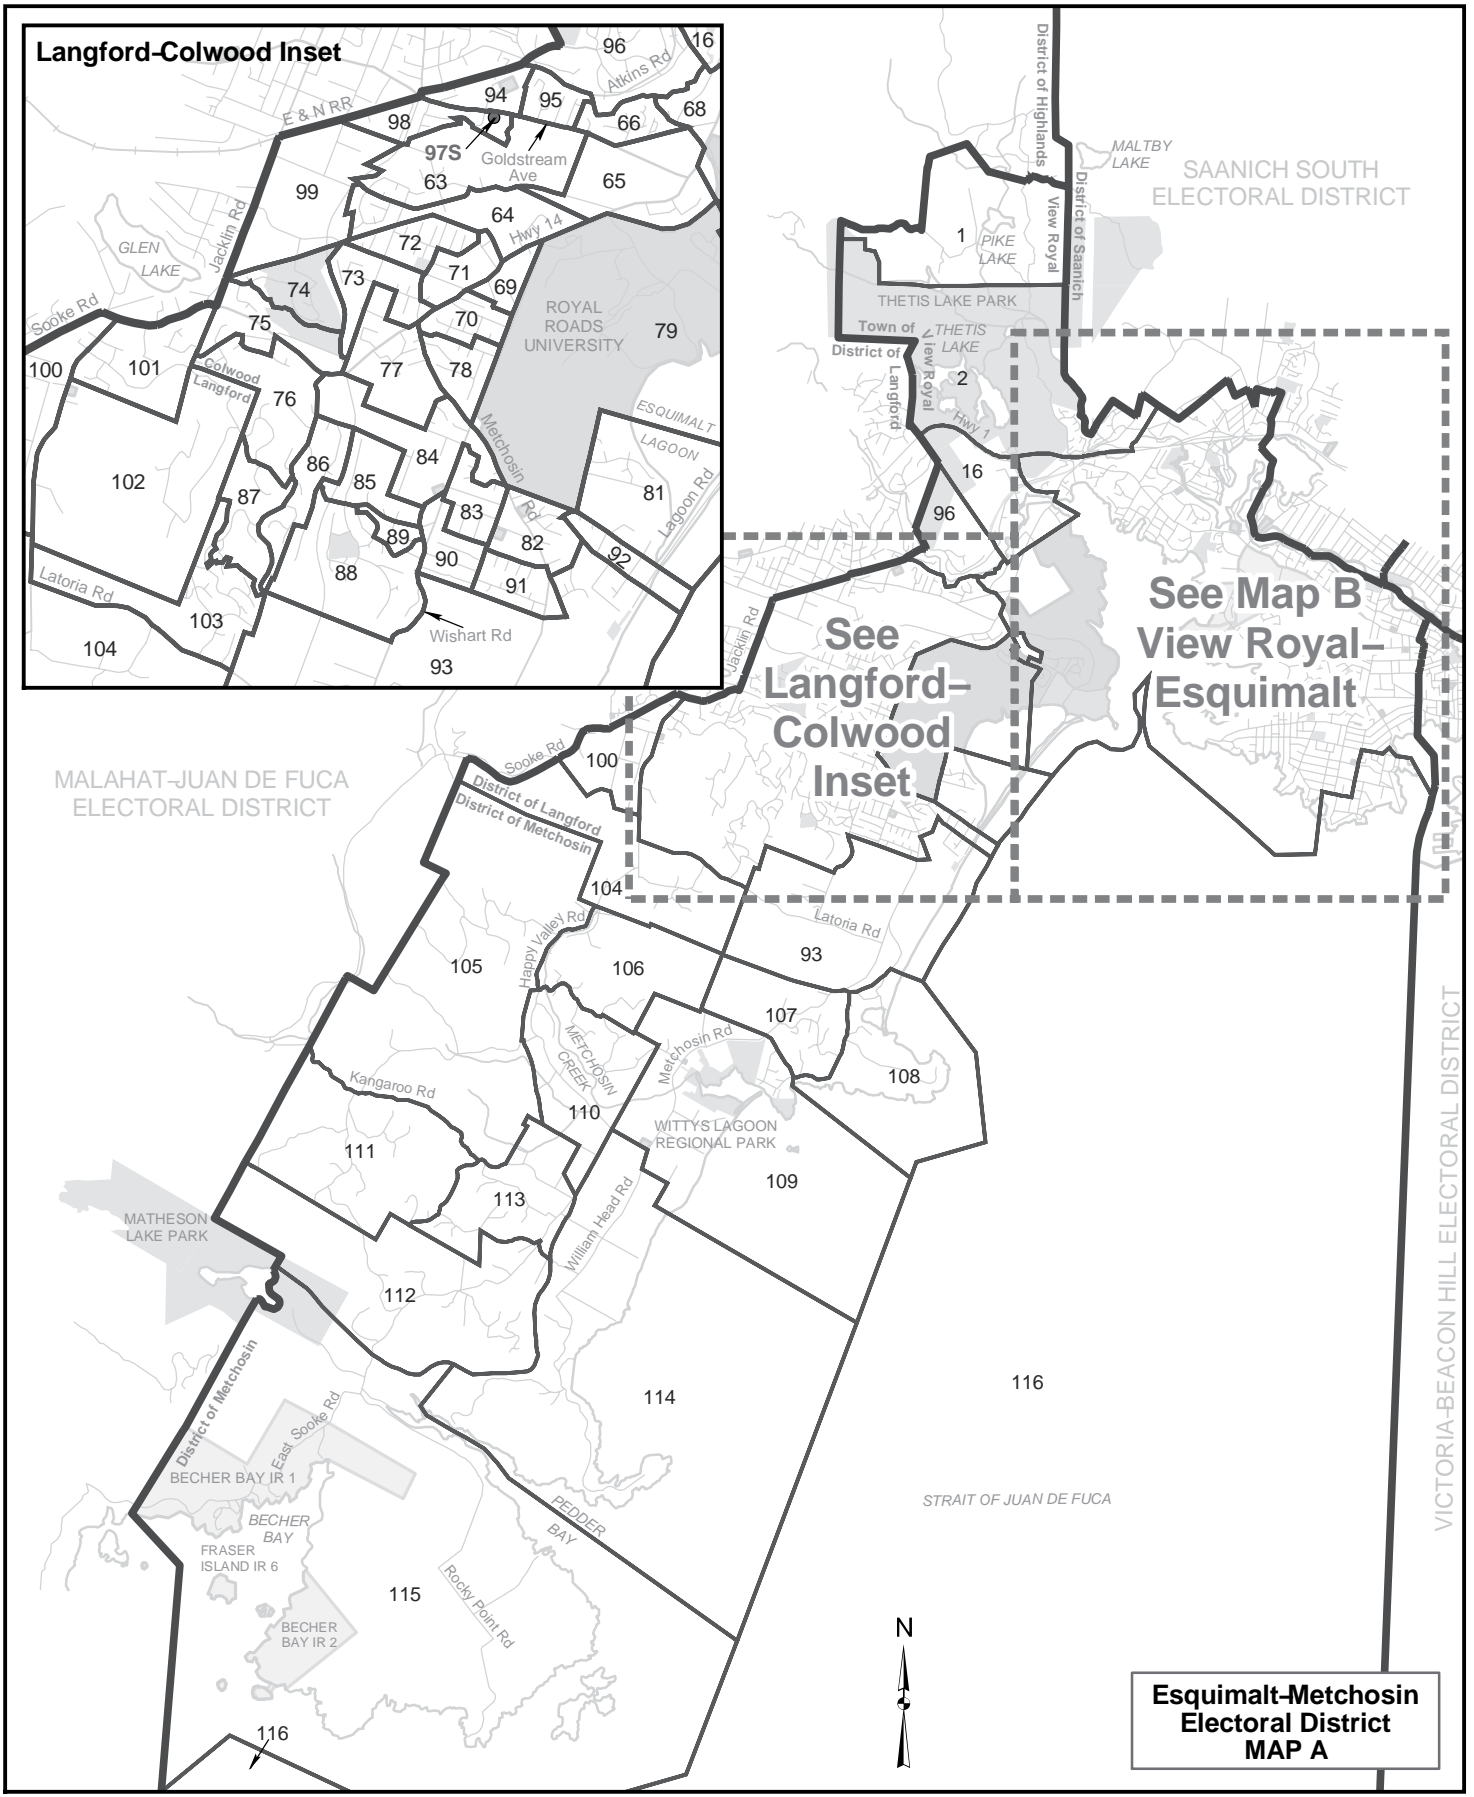 Langford-Colwood Inset
96
16
Atkins Rd
E & N RR
94
95
98
66
68
97S
Goldstream
Ave
63
65
99
64
Hwy 14
GLEN
LAKE
Jacklin Rd
72
71
73
69
74
ROYAL
ROADS
UNIVERSITY
79
Sooke Rd
75
70
100
101
Colwood
Langford
77
78
76
ESQUIMALT
LAGOON
Metchosin
Rd
84
86
102
85
87
81
Lagoon Rd
83
89
82
92
90
88
91
Latoria Rd
103
Wishart Rd
104
93
District of Highlands
View Royal
District of Saanich
MALTBY
LAKE
SAANICH SOUTH
ELECTORAL DISTRICT
1
PIKE
LAKE
THETIS LAKE PARK
Town of
View Royal
District of
Langford
THETIS
LAKE
2
Hwy 1
16
96
See Map B
View Royal–
Esquimalt
See
Langford–
Colwood
Inset
Jacklin Rd
Sooke Rd
100
MALAHAT-JUAN DE FUCA
ELECTORAL DISTRICT
District of Langford
District of Metchosin
104
Happy Valley Rd
Latoria Rd
93
105
106
107
Metchosin Rd
METCHOSIN
CREEK
108
Kangaroo Rd
110
WITTYS LAGOON
REGIONAL PARK
111
109
113
William Head Rd
MATHESON
LAKE PARK
112
District of Metchosin
114
116
East Sooke Rd
BECHER BAY IR 1
STRAIT OF JUAN DE FUCA
VICTORIA-BEACON HILL ELECTORAL DISTRICT
BECHER
BAY
PEDDER
BAY
FRASER
ISLAND IR 6
115
Rocky Point Rd
BECHER
BAY IR 2
N
116
Esquimalt-Metchosin
Electoral District
MAP A